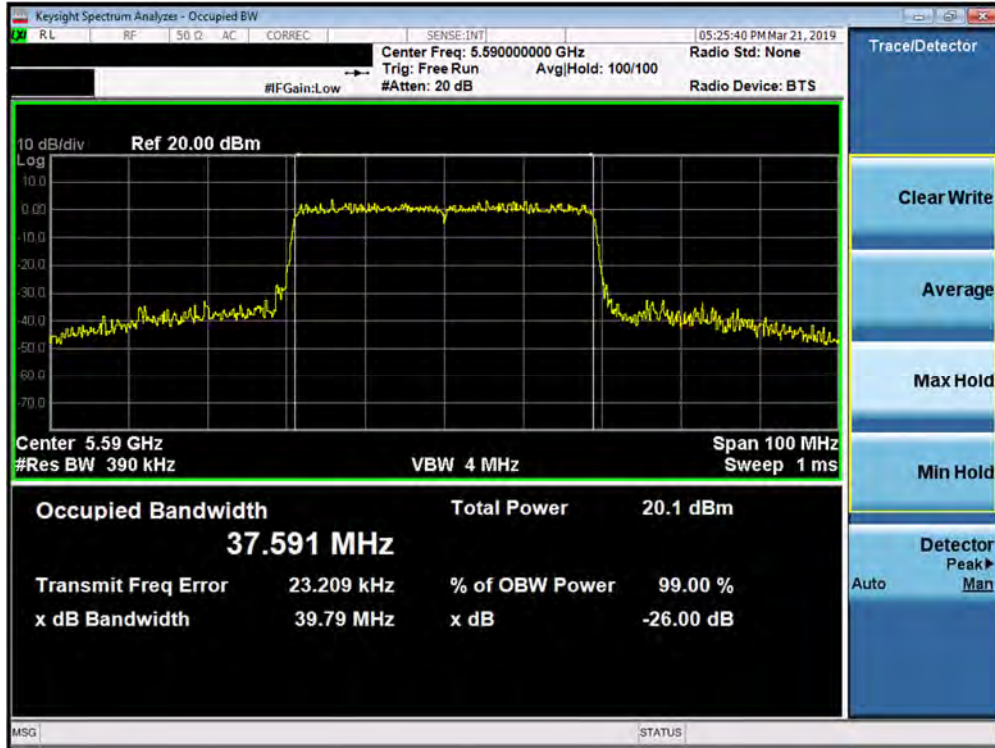 Keysight Spectrum Analyzer - Occupied BW
LXI RL RF 50 Ω AC CORREC SENSE:INT 05:25:40 PM Mar 21, 2019
Center Freq: 5.590000000 GHz Radio Std: None
Trig: Free Run Avg|Hold: 100/100
#IFGain:Low #Atten: 20 dB Radio Device: BTS
Trace/Detector
10 dB/div Ref 20.00 dBm
Log
10.0
0.00
-10.0
-20.0
-30.0
-40.0
-50.0
-60.0
-70.0
Center 5.59 GHz Span 100 MHz
#Res BW 390 kHz VBW 4 MHz Sweep 1 ms
Occupied Bandwidth Total Power 20.1 dBm
37.591 MHz
Transmit Freq Error 23.209 kHz % of OBW Power 99.00 %
x dB Bandwidth 39.79 MHz x dB -26.00 dB
Clear Write
Average
Max Hold
Min Hold
Detector
Peak▶
Auto Man
MSG STATUS